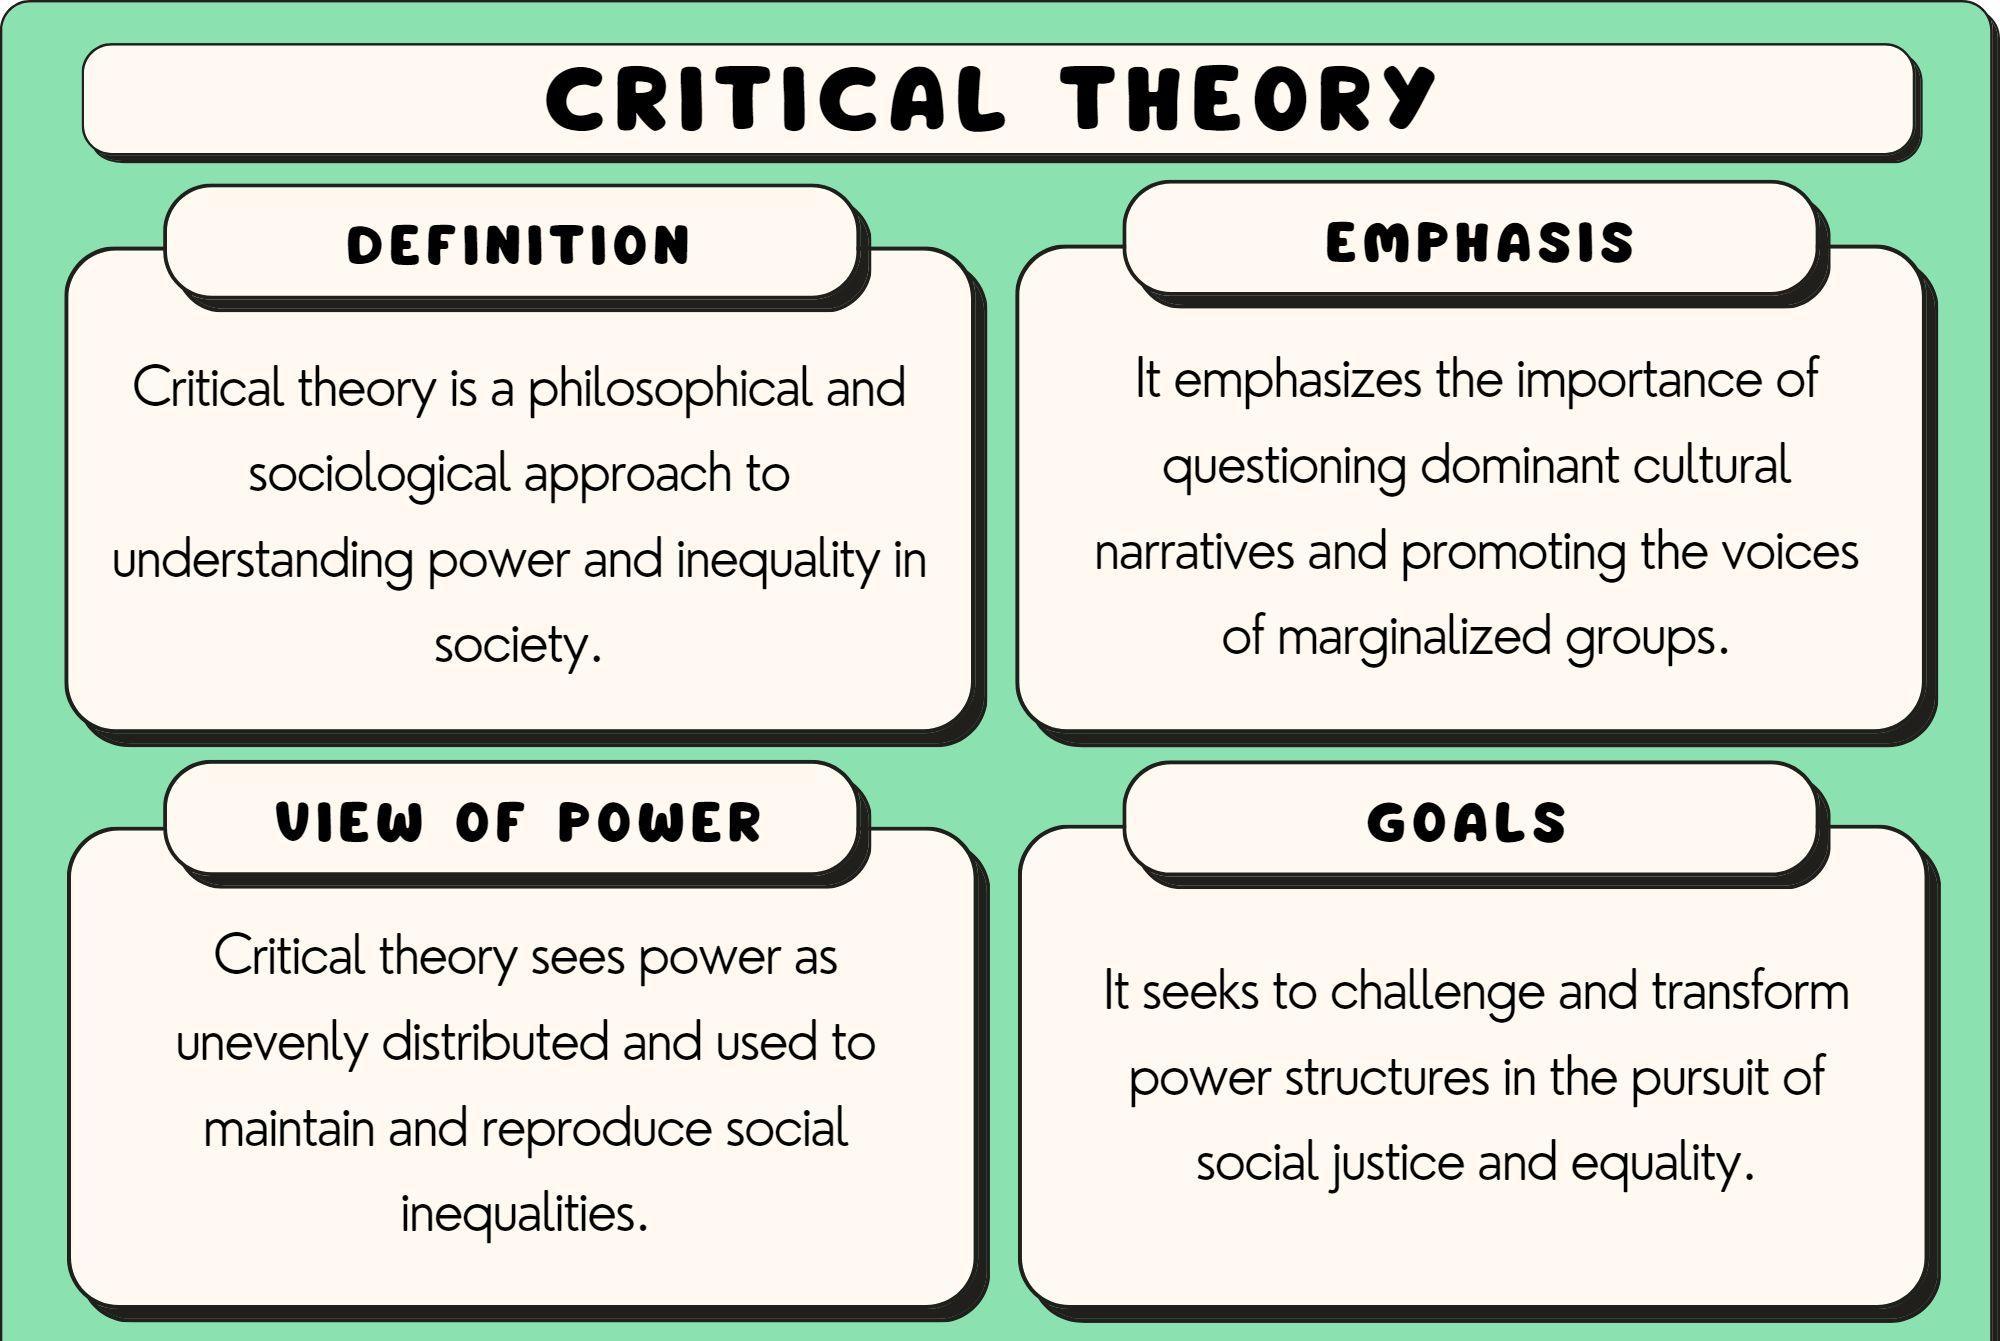 CRITICAL THEORY
DEFINITION
Critical theory is a philosophical and
sociological approach to
understanding power and inequality in
society.
EMPHASIS
It emphasizes the importance of
questioning dominant cultural
narratives and promoting the voices
of marginalized groups.
VIEW OF POWER
Critical theory sees power as
unevenly distributed and used to
maintain and reproduce social
inequalities.
GOALS
It seeks to challenge and transform
power structures in the pursuit of
social justice and equality.